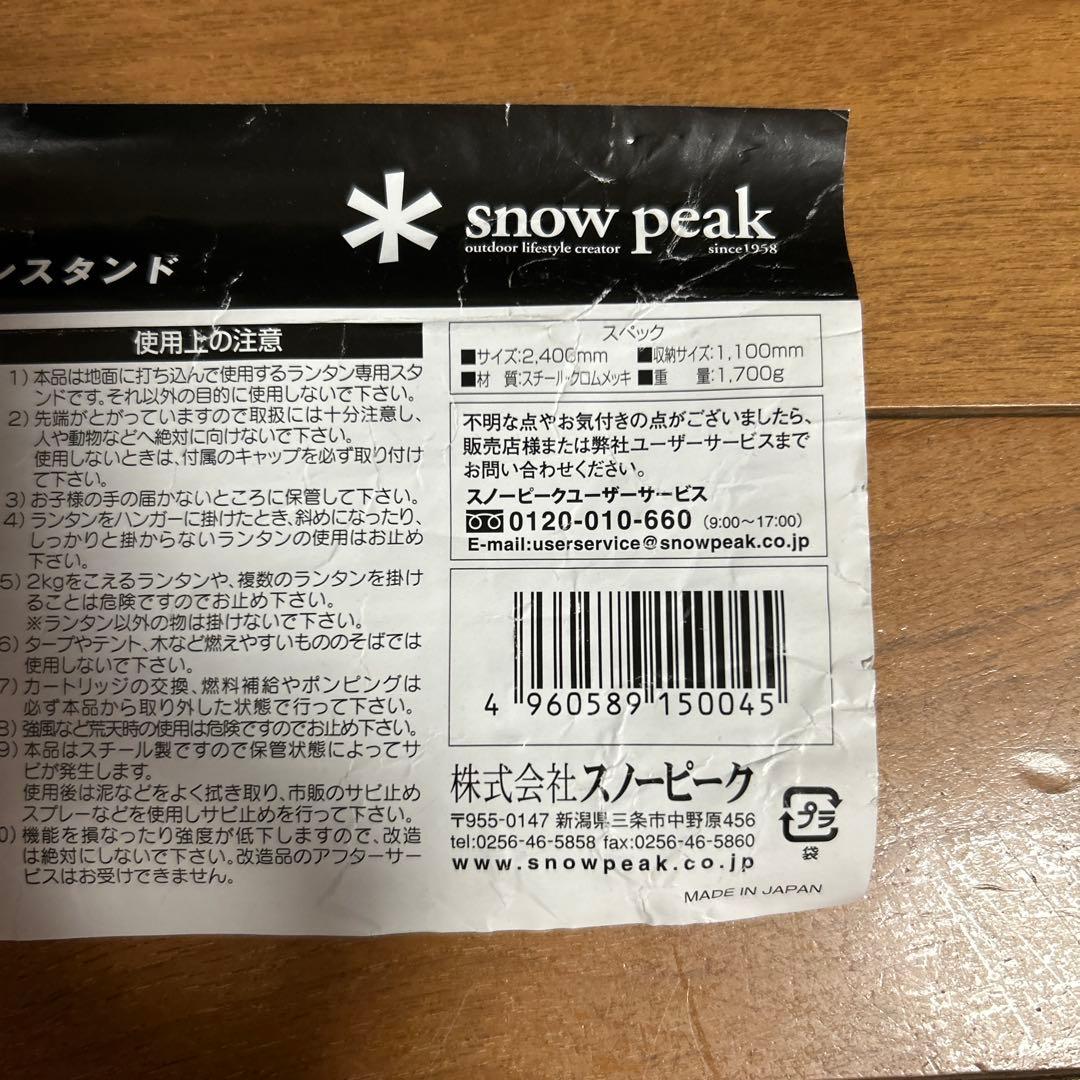 snow peak
outdoor lifestyle creator since1958
ンスタンド
使用上の注意
1) 本品は地面に打ち込んで使用するランタン専用スタ
ンドです。それ以外の目的に使用しないで下さい。
2) 先端がとがっていますので取扱には十分注意し、
人や動物などへ絶対に向けないで下さい。
使用しないときは、付属のキャップを必ず取り付け
て下さい。
3) お子様の手の届かないところに保管して下さい。
4) ランタンをハンガーに掛けたとき、斜めになったり、
しっかりと掛からないランタンの使用はお止め
下さい。
5) 2kgをこえるランタンや、複数のランタンを掛け
ることは危険ですのでお止め下さい。
※ランタン以外の物は掛けないで下さい。
6) タープやテント、木など燃えやすいもののそばでは
使用しないで下さい。
7) カートリッジの交換、燃料補給やポンピングは
必ず本品から取り外した状態で行って下さい。
8) 強風など荒天時の使用は危険ですのでお止め下さい。
9) 本品はスチール製ですので保管状態によってサ
ビが発生します。
使用後は泥などをよく拭き取り、市販のサビ止め
スプレーなどを使用しサビ止めを行って下さい。
0) 機能を損なったり強度が低下しますので、改造
は絶対にしないで下さい。改造品のアフターサー
ビスはお受けできません。
スペック
■サイズ:2,400mm ■収納サイズ:1,100mm
■材 質:スチール・クロムメッキ ■重 量:1,700g
不明な点やお気付きの点がございましたら、
販売店様または弊社ユーザーサービスまで
お問い合わせください。
スノーピークユーザーサービス
0120-010-660 (9:00〜17:00)
E-mail:userservice@snowpeak.co.jp
4 960589 150045
株式会社スノーピーク
〒955-0147 新潟県三条市中野原456
tel:0256-46-5858 fax:0256-46-5860
www.snowpeak.co.jp
プラ
袋
MADE IN JAPAN